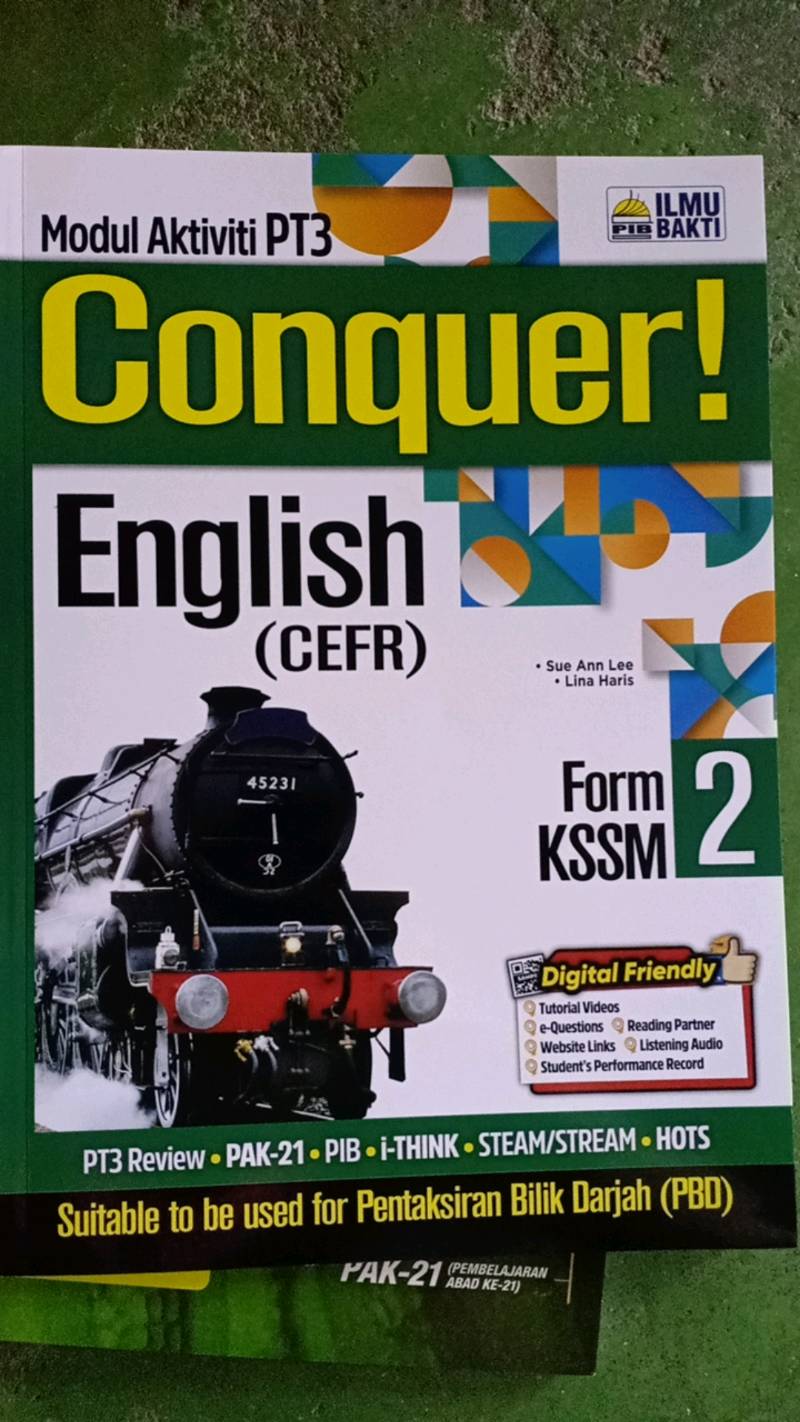 Modul Aktiviti PT3
PIB ILMU BAKTI
Conquer!
English
(CEFR)
• Sue Ann Lee
• Lina Haris
45231
Form 2
KSSM
Digital Friendly
Tutorial Videos
e-Questions Reading Partner
Website Links Listening Audio
Student's Performance Record
PT3 Review • PAK-21 • PIB • i-THINK • STEAM/STREAM • HOTS
Suitable to be used for Pentaksiran Bilik Darjah (PBD)
PAK-21 (PEMBELAJARAN
ABAD KE-21)